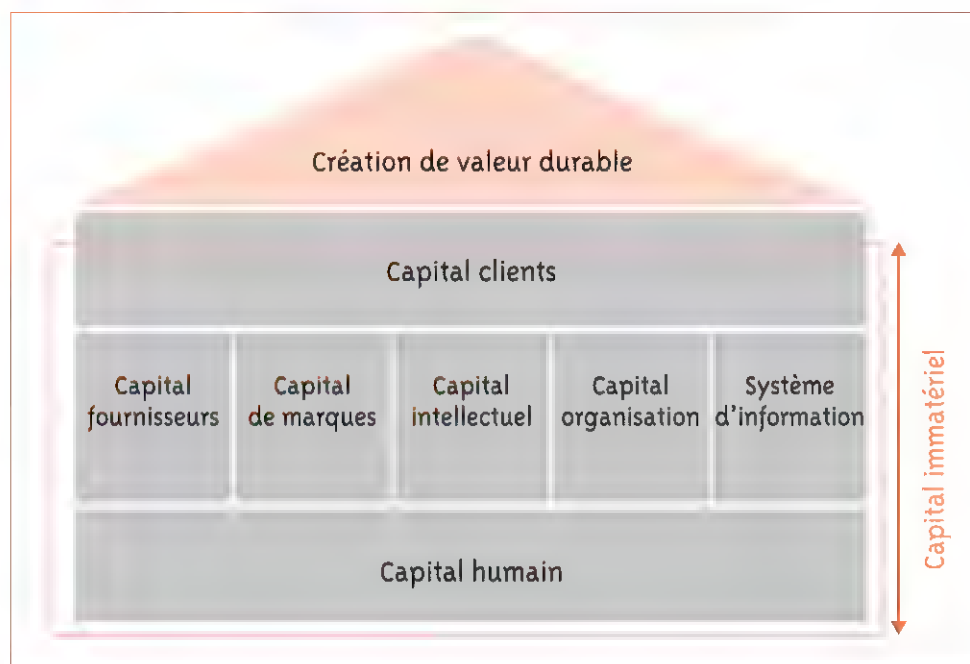 Création de valeur durable
Capital clients
Capital
fournisseurs
Capital
de marques
Capital
intellectuel
Capital
organisation
Système
d'information
Capital humain
Capital immatériel